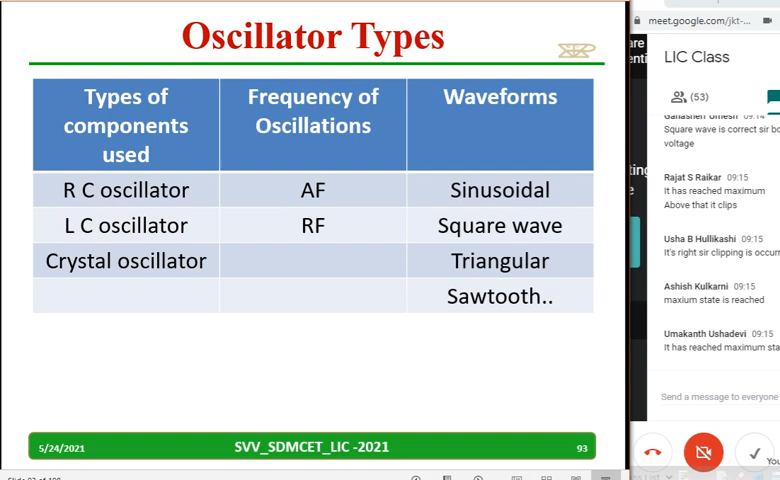 Oscillator Types
Types of components used
Frequency of Oscillations
Waveforms
R C oscillator AF Sinusoidal
L C oscillator RF Square wave
Crystal oscillator Triangular
Sawtooth..
5/24/2021 SVV_SDMCET_LIC -2021 93
meet.google.com/jkt-...
LIC Class
(53)
09:14
Square wave is correct sir
voltage
Rajat S Raikar 09:15
It has reached maximum
Above that it clips
Usha B Hullikashi 09:15
It's right sir clipping is
Ashish Kulkarni 09:15
maxium state is reached
Umakanth Ushadevi 09:15
It has reached maximum
Send a message to everyone